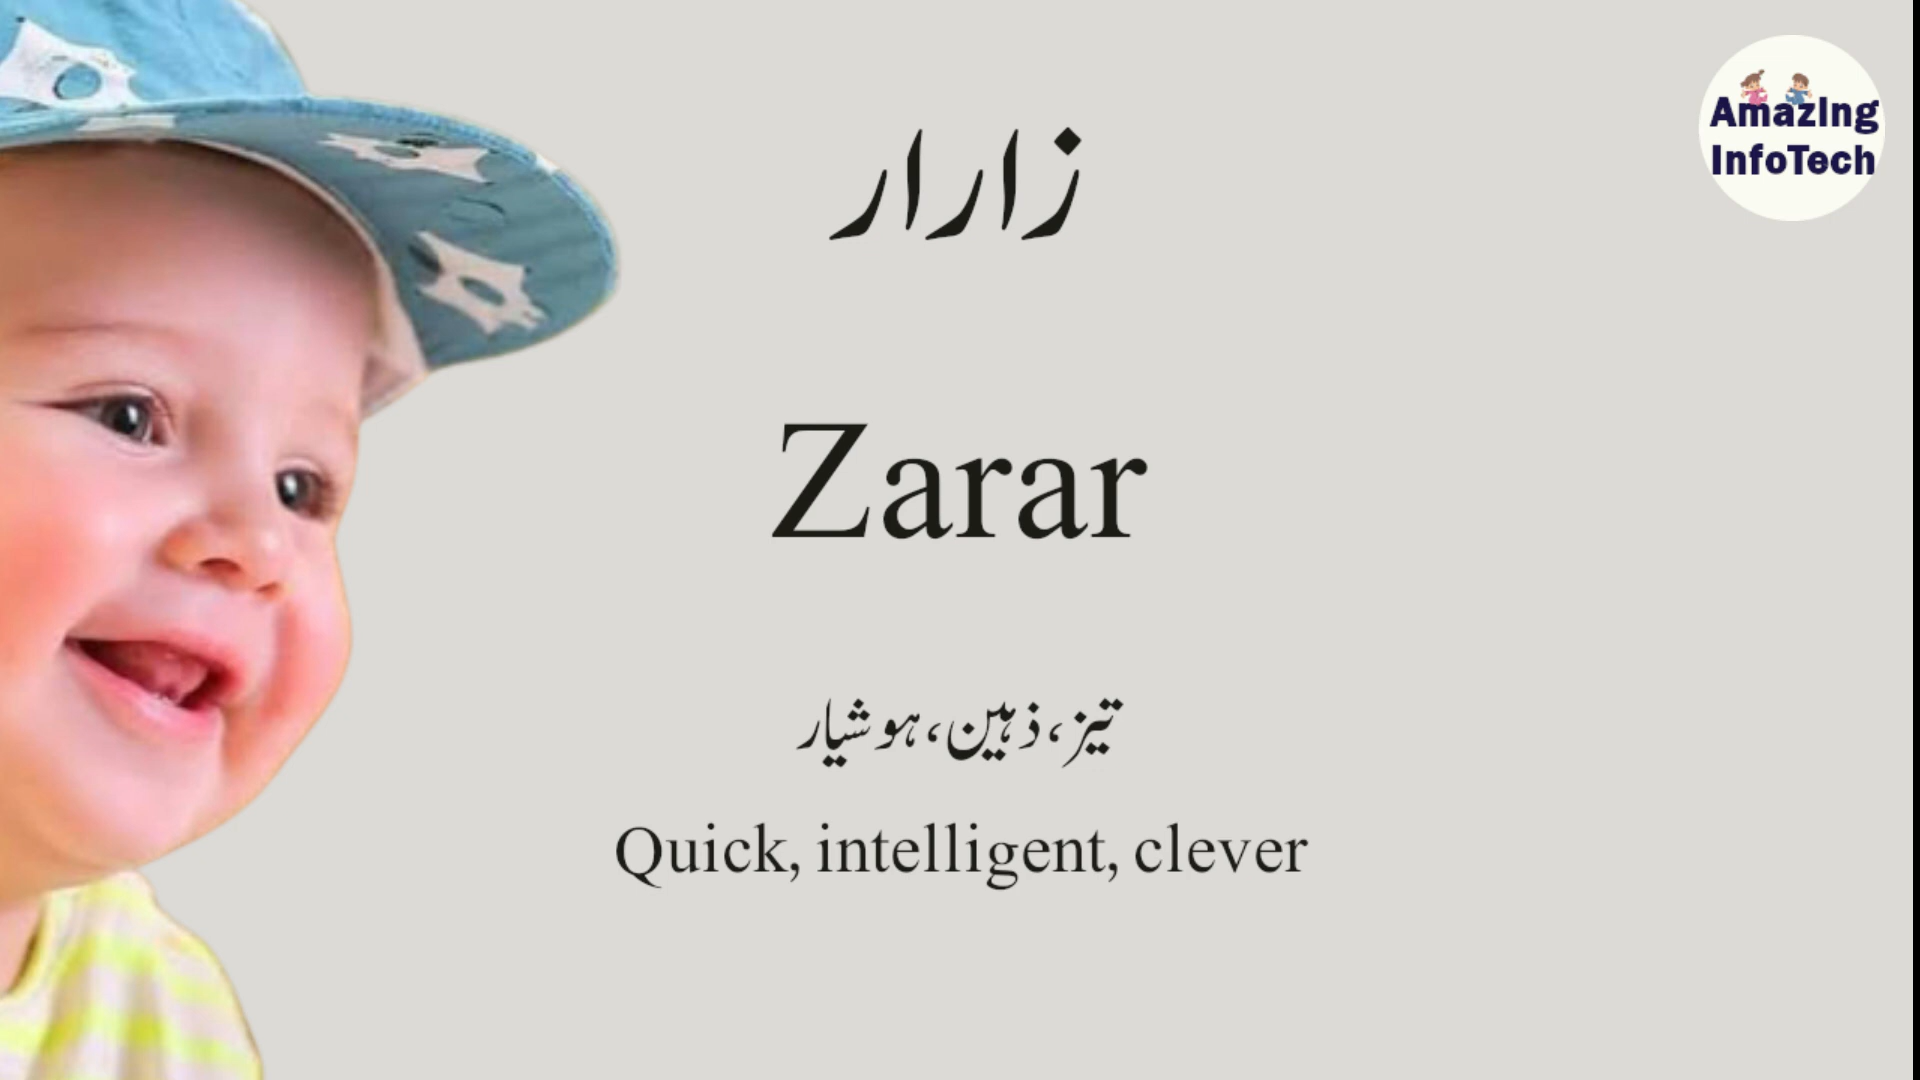 زارار
Amazing
InfoTech
Zarar
تیز، ذہین، ہوشیار
Quick, intelligent, clever